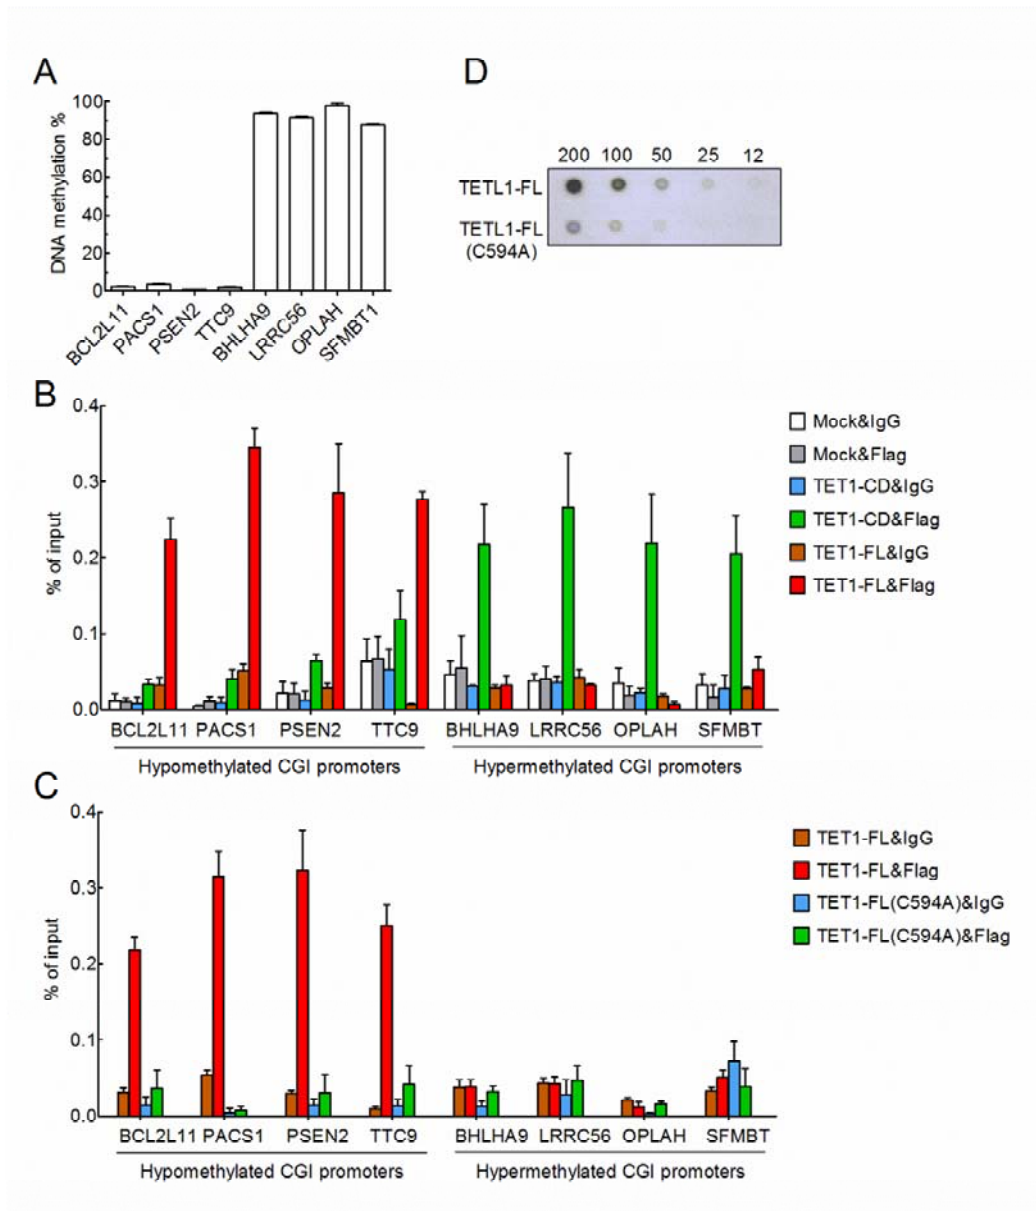 A
DNA methylation %
100
80
60
40
20
0
BCL2L11 PACS1 PSEN2 TTC9 BHLHA9 LRRC56 OPLAH SFMBT1
D
200 100 50 25 12
TETL1-FL
TETL1-FL
(C594A)
B
% of input
0.4
0.3
0.2
0.1
0.0
BCL2L11 PACS1 PSEN2 TTC9 BHLHA9 LRRC56 OPLAH SFMBT
Hypomethylated CGI promoters Hypermethylated CGI promoters
Mock&IgG
Mock&Flag
TET1-CD&IgG
TET1-CD&Flag
TET1-FL&IgG
TET1-FL&Flag
C
% of input
0.4
0.3
0.2
0.1
0.0
BCL2L11 PACS1 PSEN2 TTC9 BHLHA9 LRRC56 OPLAH SFMBT
Hypomethylated CGI promoters Hypermethylated CGI promoters
TET1-FL&IgG
TET1-FL&Flag
TET1-FL(C594A)&IgG
TET1-FL(C594A)&Flag